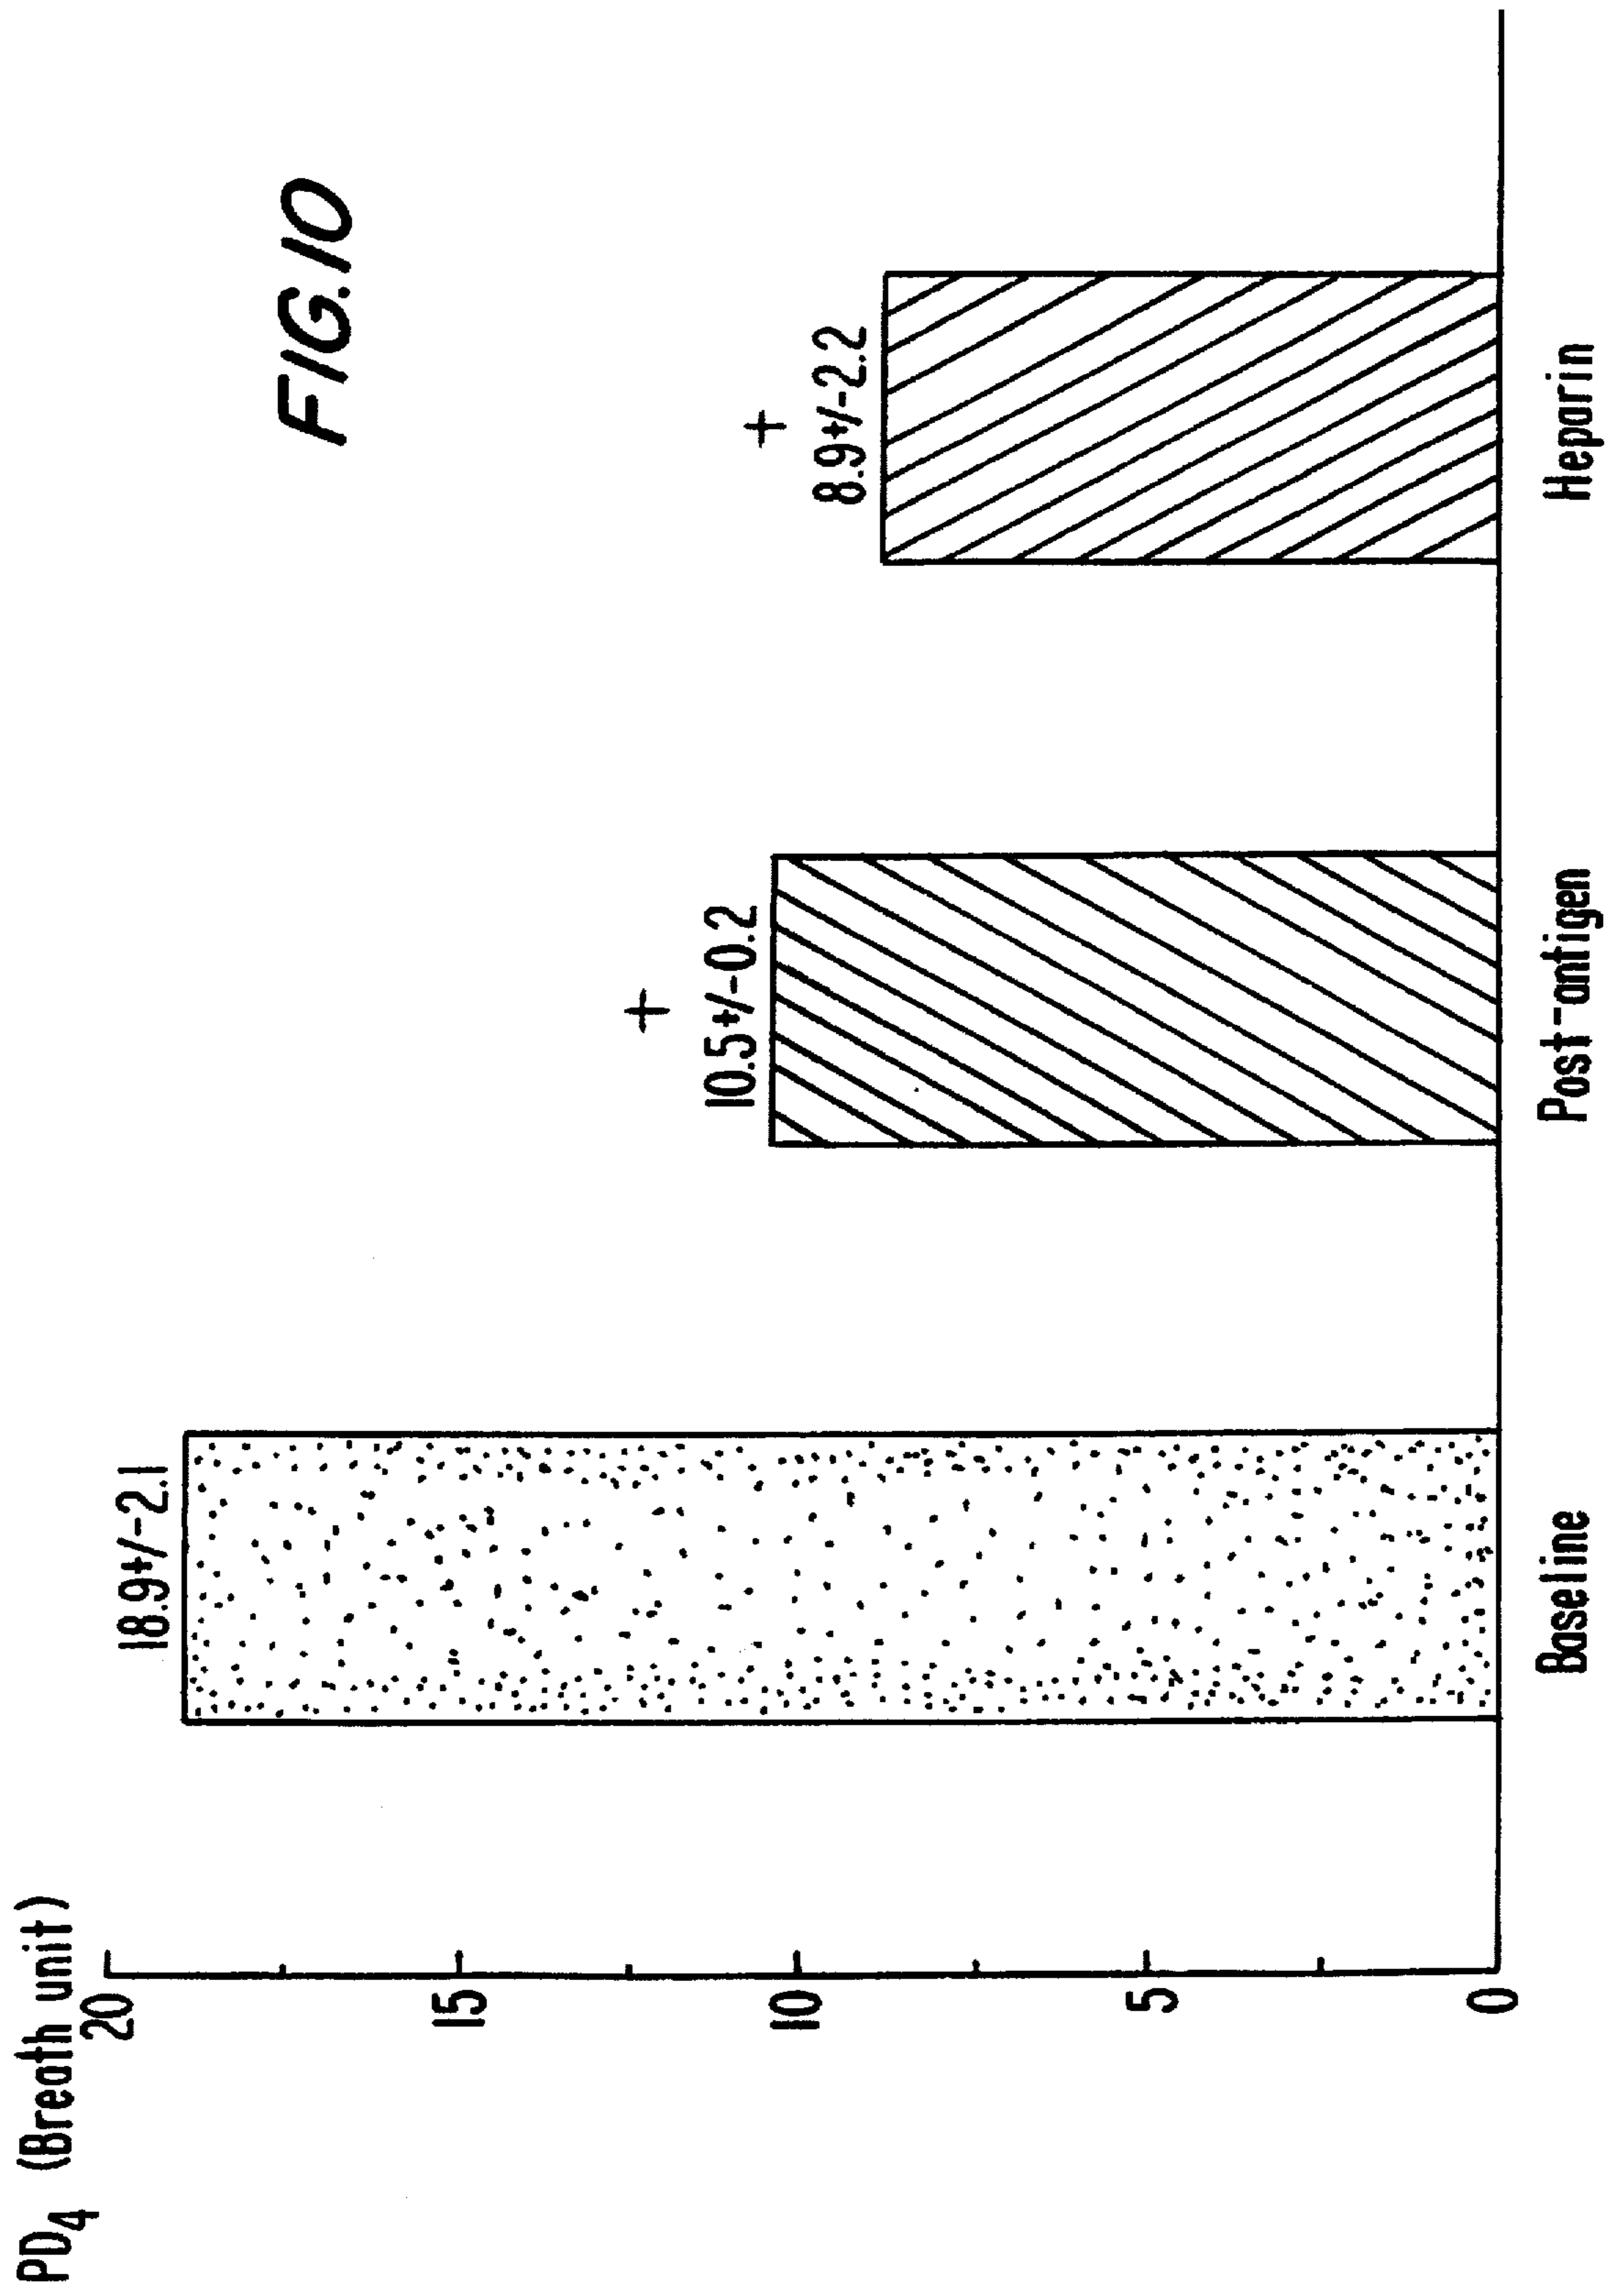 FIG.10
PD4 (Breath unit)
20
15
10
5
0
18.9+/-2.1
+
10.5+/-0.2
+
8.9+/-2.2
Baseline
Post-antigen
Heparin